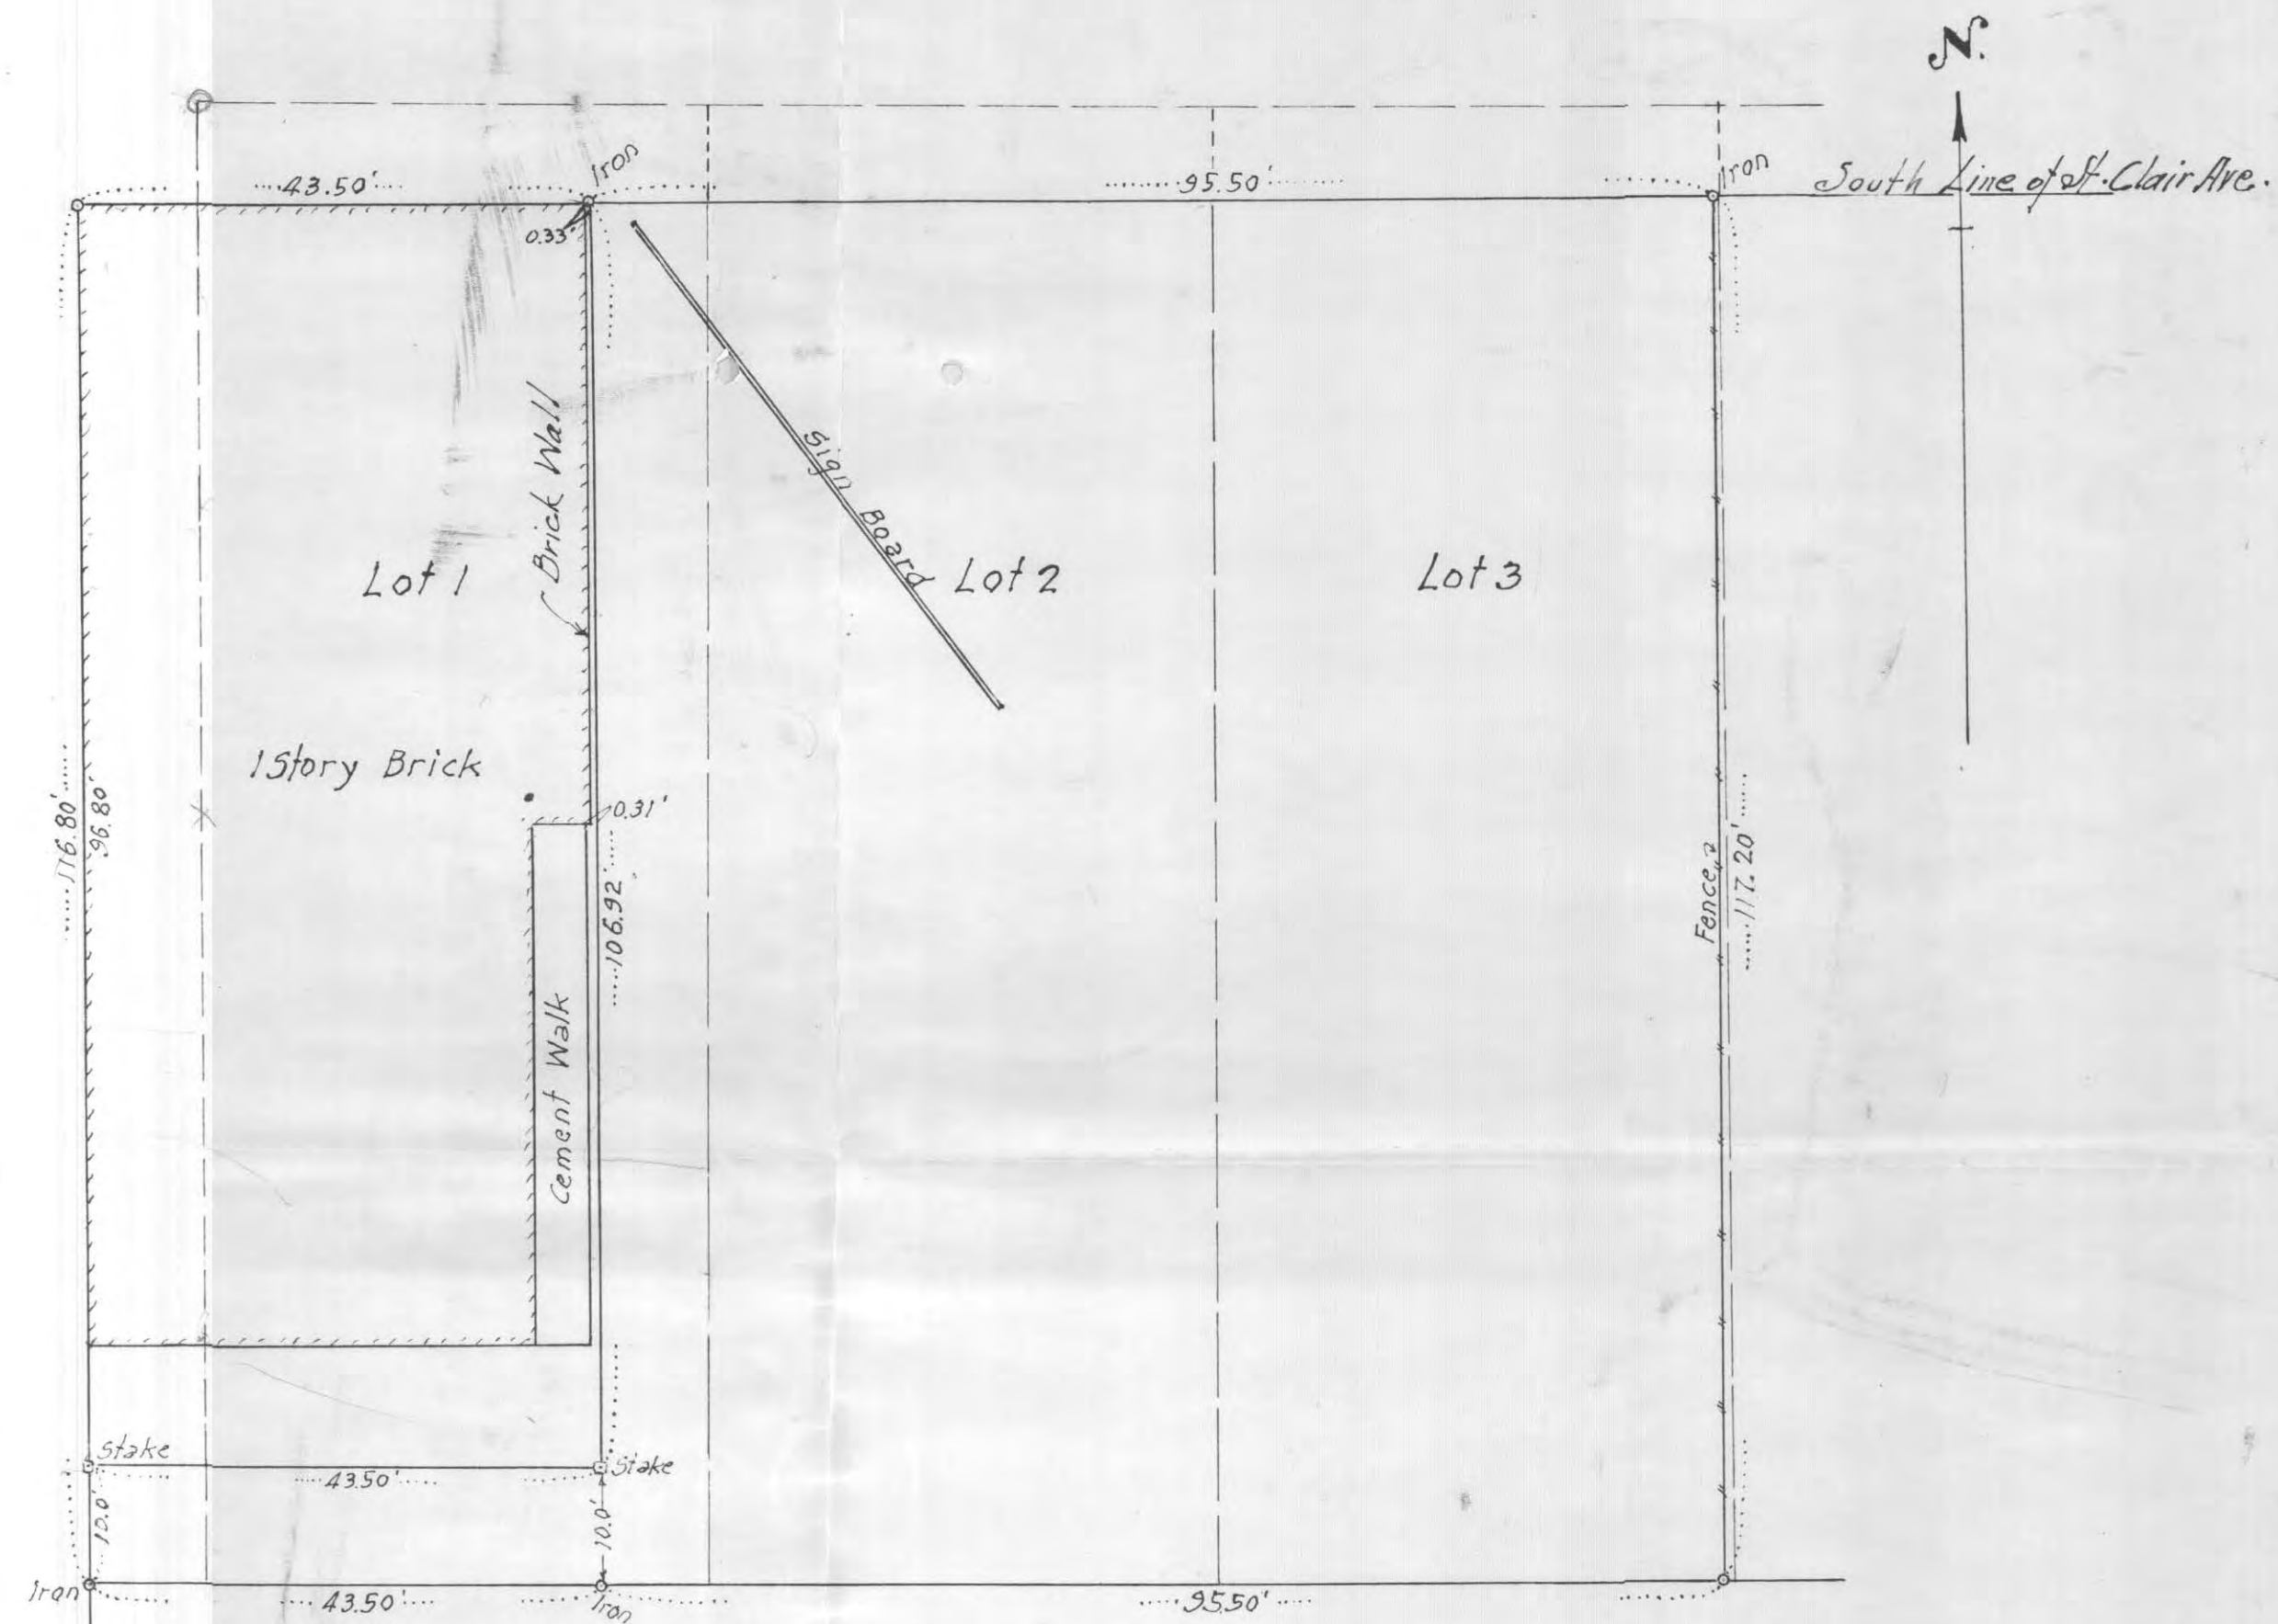 N.
Iron
Iron
South Line of St. Clair Ave.
43.50'
95.50'
0.33'
Brick Wall
Sign Board
Lot 1
Lot 2
Lot 3
1 Story Brick
0.31'
116.80'
96.80'
106.92'
Fence
117.20'
Cement Walk
Stake
Stake
43.50'
10.0'
10.0'
Iron
43.50'
Iron
95.50'